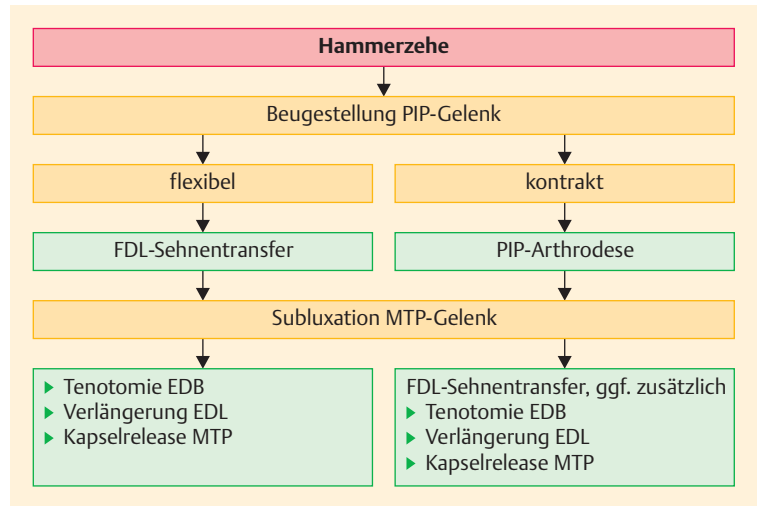 Hammerzehe
Beugestellung PIP-Gelenk
flexibel
kontrakt
FDL-Sehnentransfer
PIP-Arthrodese
Subluxation MTP-Gelenk
▶ Tenotomie EDB
▶ Verlängerung EDL
▶ Kapselrelease MTP
FDL-Sehnentransfer, ggf. zusätzlich
▶ Tenotomie EDB
▶ Verlängerung EDL
▶ Kapselrelease MTP